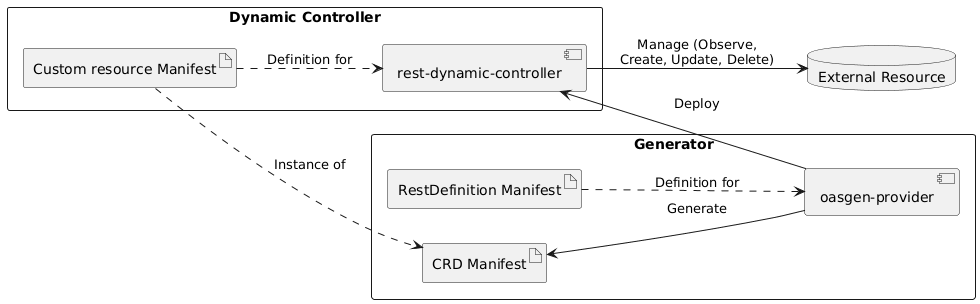 Dynamic Controller
Custom resource Manifest
Definition for
rest-dynamic-controller
Manage (Observe,
Create, Update, Delete)
External Resource
Deploy
Instance of
Generator
RestDefinition Manifest
Definition for
oasgen-provider
Generate
CRD Manifest